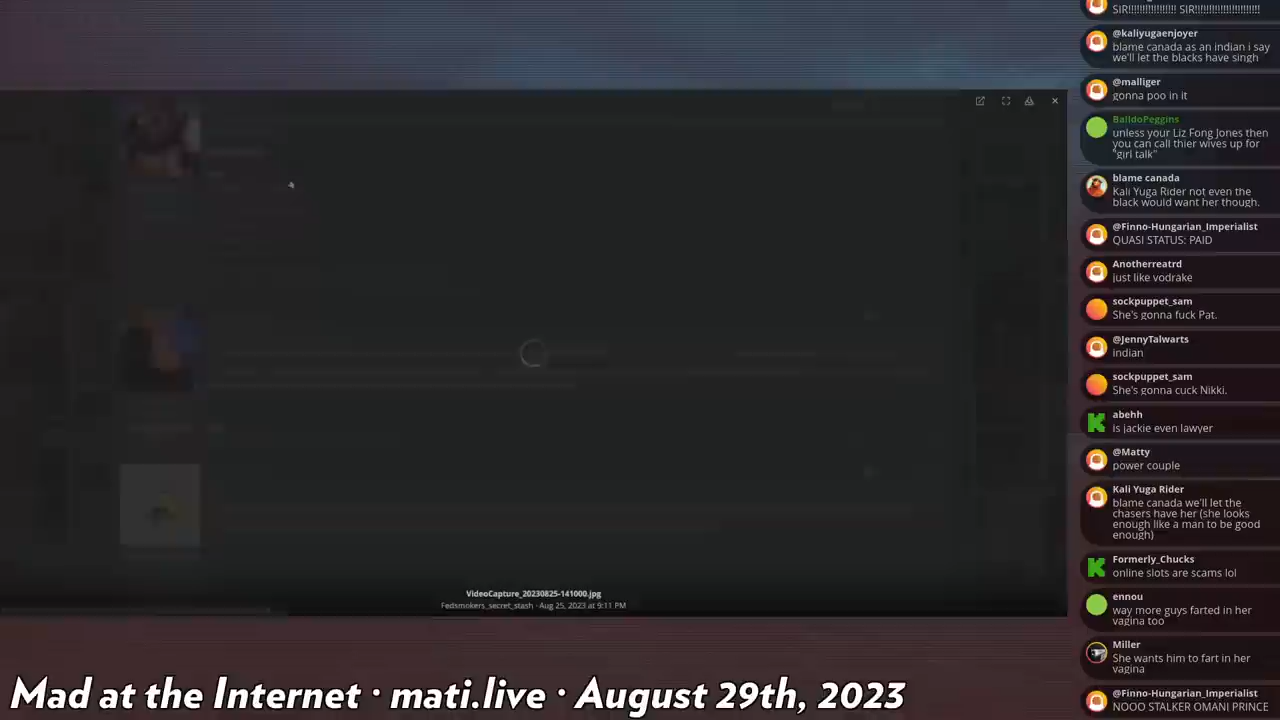 SIR!!!!!!!!!!!!!!!!! SIR!!!!!!!!!!!!!!!!!!!!!!
@kaliyugaenjoyer
blame canada as an indian i say
we'll let the blacks have singh
@malliger
gonna poo in it
BalldoPeggins
unless your Liz Fong Jones then
you can call thier wives up for
"girl talk"
blame canada
Kali Yuga Rider not even the
black would want her though.
@Finno-Hungarian_Imperialist
QUASI STATUS: PAID
Anotherreatrd
just like vodrake
sockpuppet_sam
She's gonna fuck Pat.
@JennyTalwarts
indian
sockpuppet_sam
She's gonna cuck Nikki.
abehh
is jackie even lawyer
@Matty
power couple
Kali Yuga Rider
blame canada we'll let the
chasers have her (she looks
enough like a man to be good
enough)
Formerly_Chucks
online slots are scams lol
ennou
way more guys farted in her
vagina too
Miller
She wants him to fart in her
vagina
@Finno-Hungarian_Imperialist
NOOO STALKER OMANI PRINCE
VideoCapture_20230825-141000.jpg
Fedsmokers_secret_stash · Aug 25, 2023 at 9:11 PM
Mad at the Internet · mati.live · August 29th, 2023